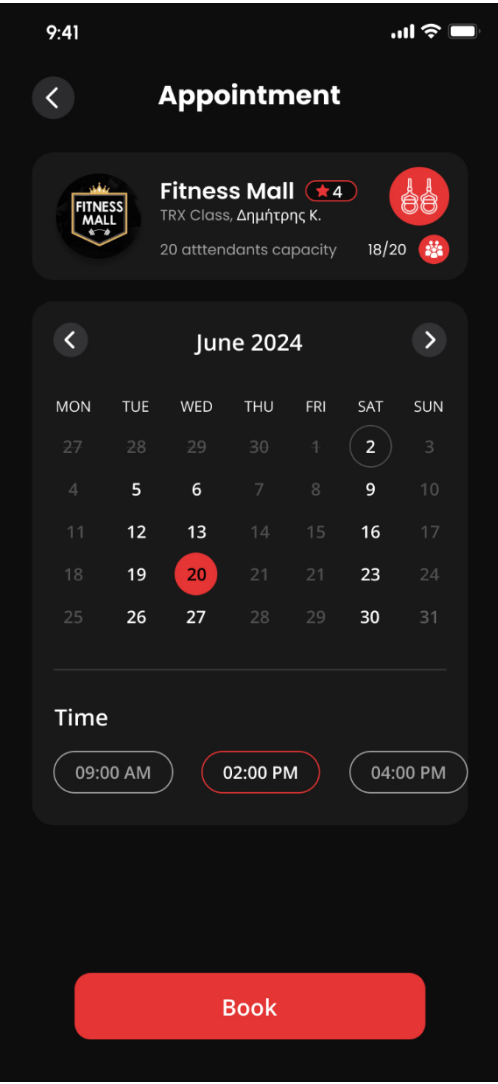 9:41
Appointment
FITNESS
MALL
Fitness Mall 4
TRX Class, Δημήτρης Κ.
20 atttendants capacity 18/20
June 2024
MON TUE WED THU FRI SAT SUN
27 28 29 30 1 2 3
4 5 6 7 8 9 10
11 12 13 14 15 16 17
18 19 20 21 21 23 24
25 26 27 28 29 30 31
Time
09:00 AM 02:00 PM 04:00 PM
Book